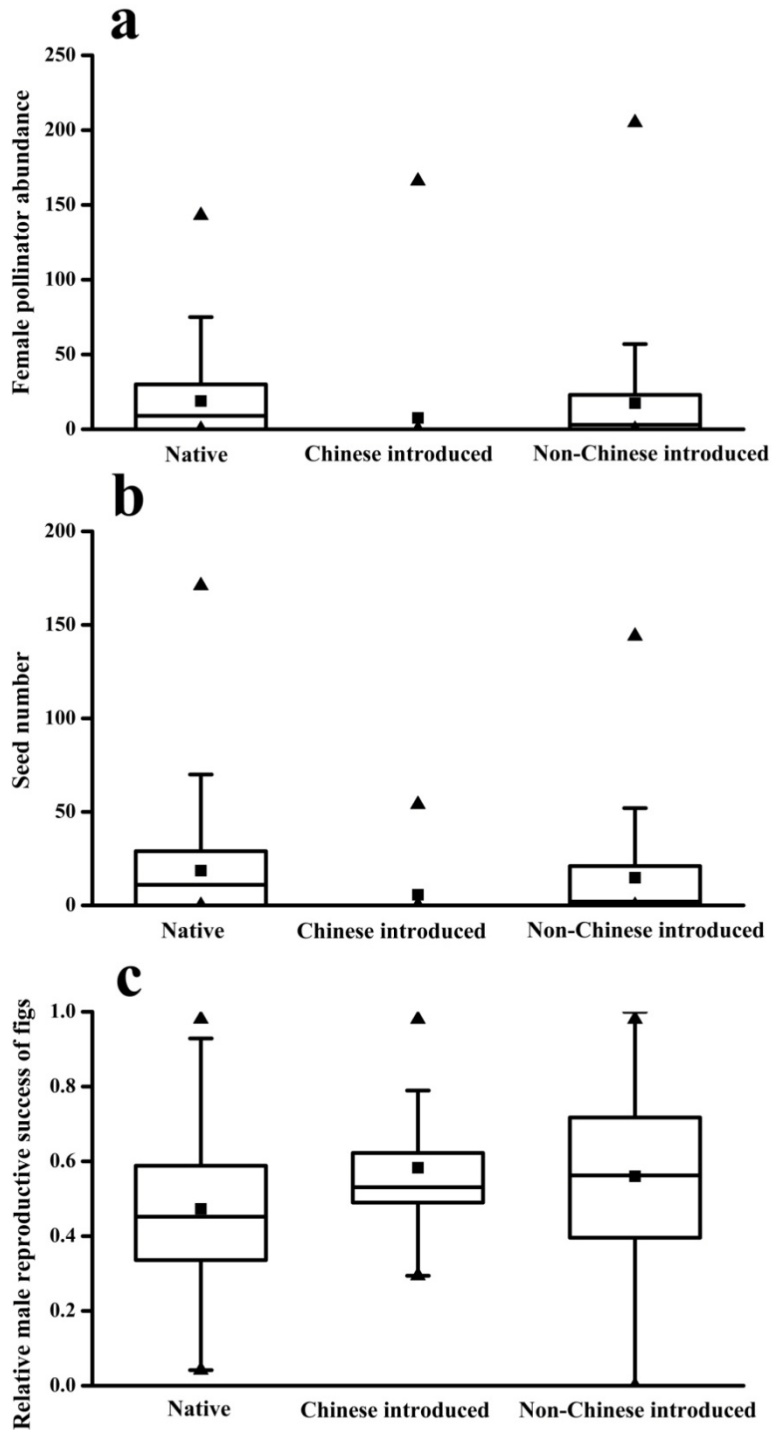 a
Female pollinator abundance
250
200
150
100
50
0
Native Chinese introduced Non-Chinese introduced
b
Seed number
200
150
100
50
0
Native Chinese introduced Non-Chinese introduced
c
Relative male reproductive success of figs
1.0
0.8
0.6
0.4
0.2
0.0
Native Chinese introduced Non-Chinese introduced